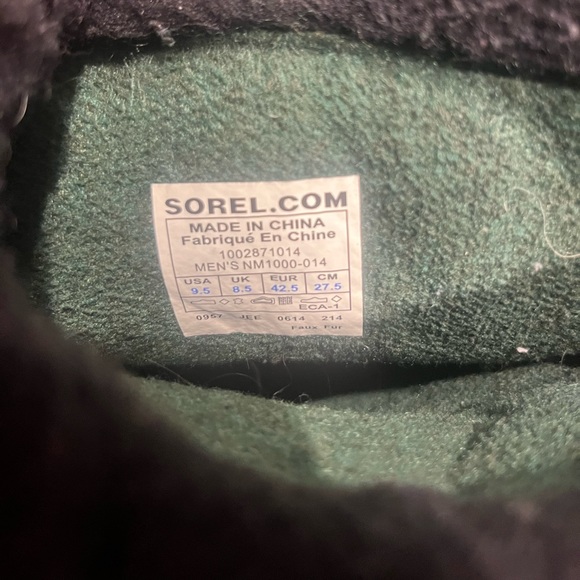 SOREL.COM
MADE IN CHINA
Fabriqué En Chine
1002871014
MEN'S NM1000-014
USA UK EUR CM
9.5 8.5 42.5 27.5
ECA-1
0614 214
Faux Fur